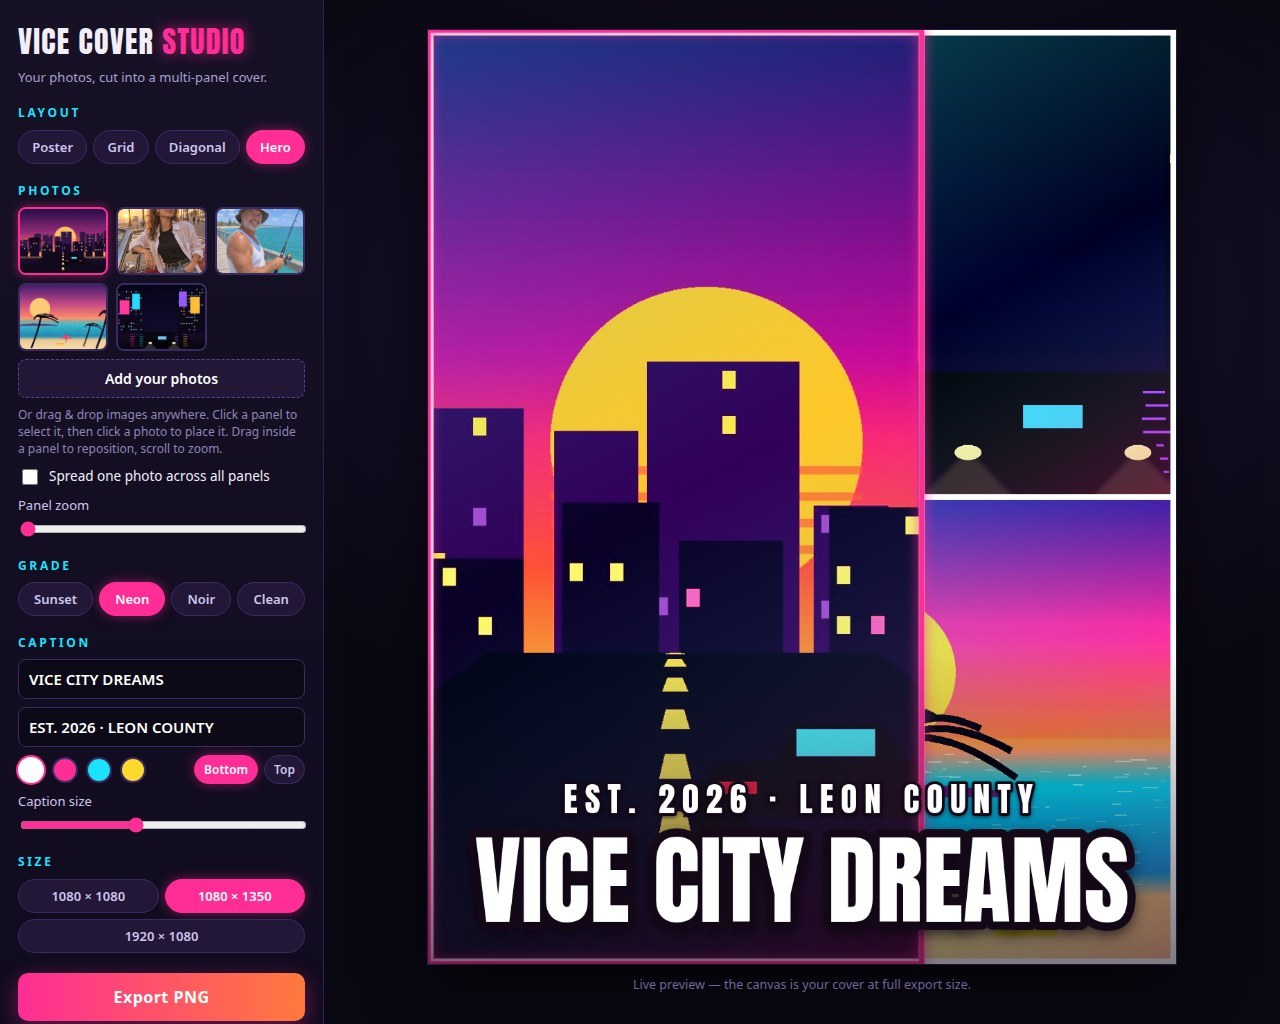 VICE COVER STUDIO
Your photos, cut into a multi-panel cover.
LAYOUT
Poster Grid Diagonal Hero
PHOTOS
Add your photos
Or drag & drop images anywhere. Click a panel to
select it, then click a photo to place it. Drag inside
a panel to reposition, scroll to zoom.
Spread one photo across all panels
Panel zoom
GRADE
Sunset Neon Noir Clean
CAPTION
VICE CITY DREAMS
EST. 2026 · LEON COUNTY
Bottom Top
Caption size
SIZE
1080 × 1080 1080 × 1350
1920 × 1080
Export PNG
EST. 2026 · LEON COUNTY
VICE CITY DREAMS
Live preview — the canvas is your cover at full export size.